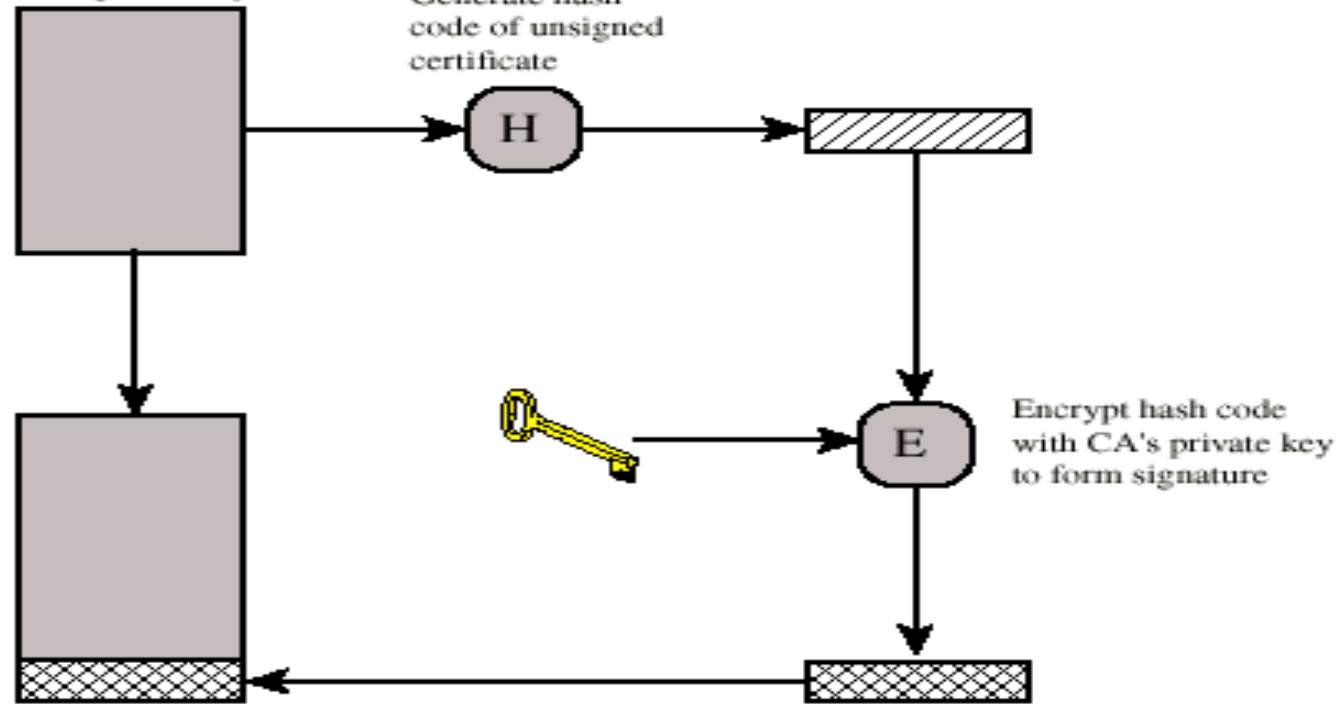 code of unsigned
certificate
H
E
Encrypt hash code
with CA's private key
to form signature